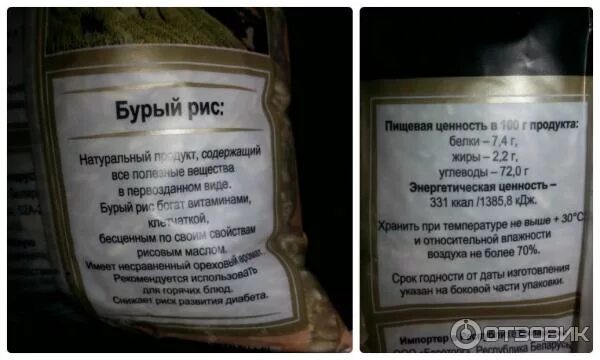 Бурый рис:
Натуральный продукт, содержащий
все полезные вещества
в первозданном виде.
Бурый рис богат витаминами,
клетчаткой,
бесценным по своим свойствам
рисовым маслом.
Имеет несравненный ореховый аромат.
Рекомендуется использовать
для горячих блюд.
Снижает риск развития диабета.
Пищевая ценность в 100 г продукта:
белки – 7,4 г,
жиры – 2,2 г,
углеводы – 72,0 г
Энергетическая ценность –
331 ккал /1385,8 кДж.
Хранить при температуре не выше + 30°С
и относительной влажности
воздуха не более 70%.
Срок годности от даты изготовления
указан на боковой части упаковки.
Импортер
Республика Беларусь,
ОТЗОВИК